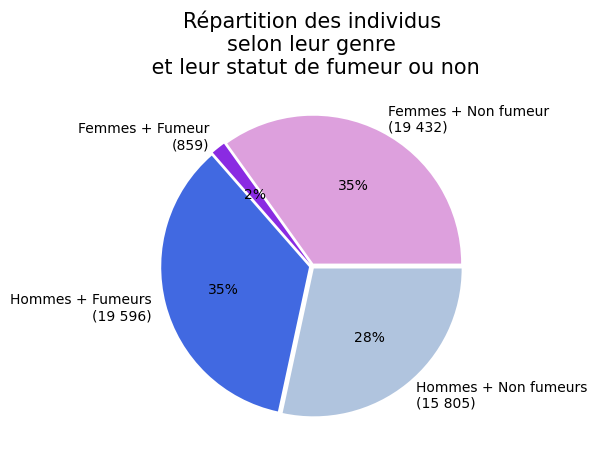 Répartition des individus
selon leur genre
et leur statut de fumeur ou non
Femmes + Non fumeur
(19 432)
Femmes + Fumeur
(859)
35%
2%
Hommes + Fumeurs
(19 596)
35%
28%
Hommes + Non fumeurs
(15 805)